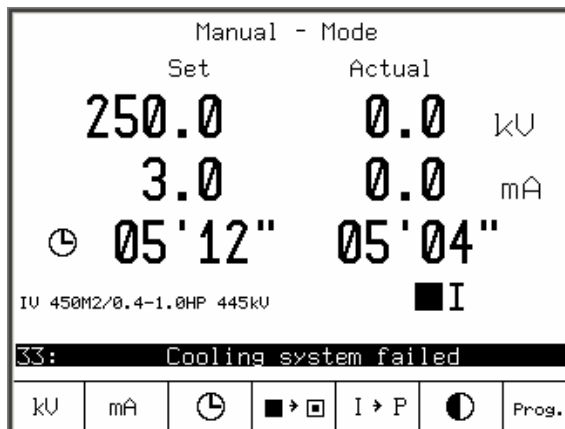 Manual - Mode
Set Actual
250.0 0.0 kV
3.0 0.0 mA
05'12" 05'04"
IV 450M2/0.4-1.0HP 445kV
I
33: Cooling system failed
kV mA I → P Prog.